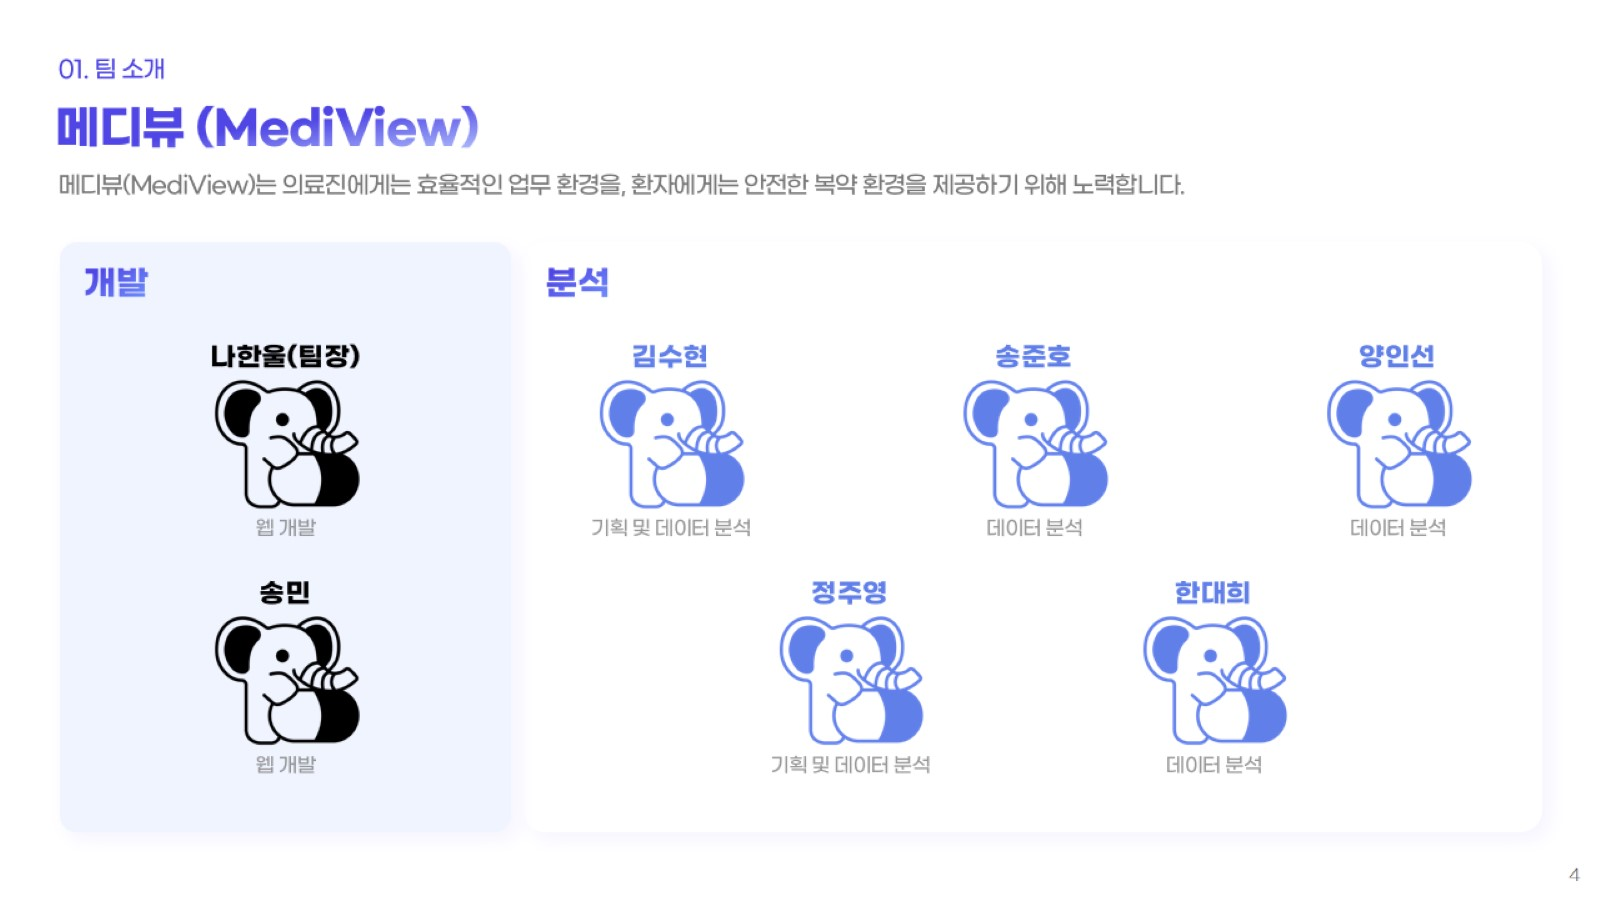 01. 팀 소개
메디뷰 (MediView)
메디뷰(MediView)는 의료진에게는 효율적인 업무 환경을, 환자에게는 안전한 복약 환경을 제공하기 위해 노력합니다.
개발
나한울(팀장)
웹 개발
송민
웹 개발
분석
김수현
기획 및 데이터 분석
송준호
데이터 분석
양인선
데이터 분석
정주영
기획 및 데이터 분석
한대희
데이터 분석
4